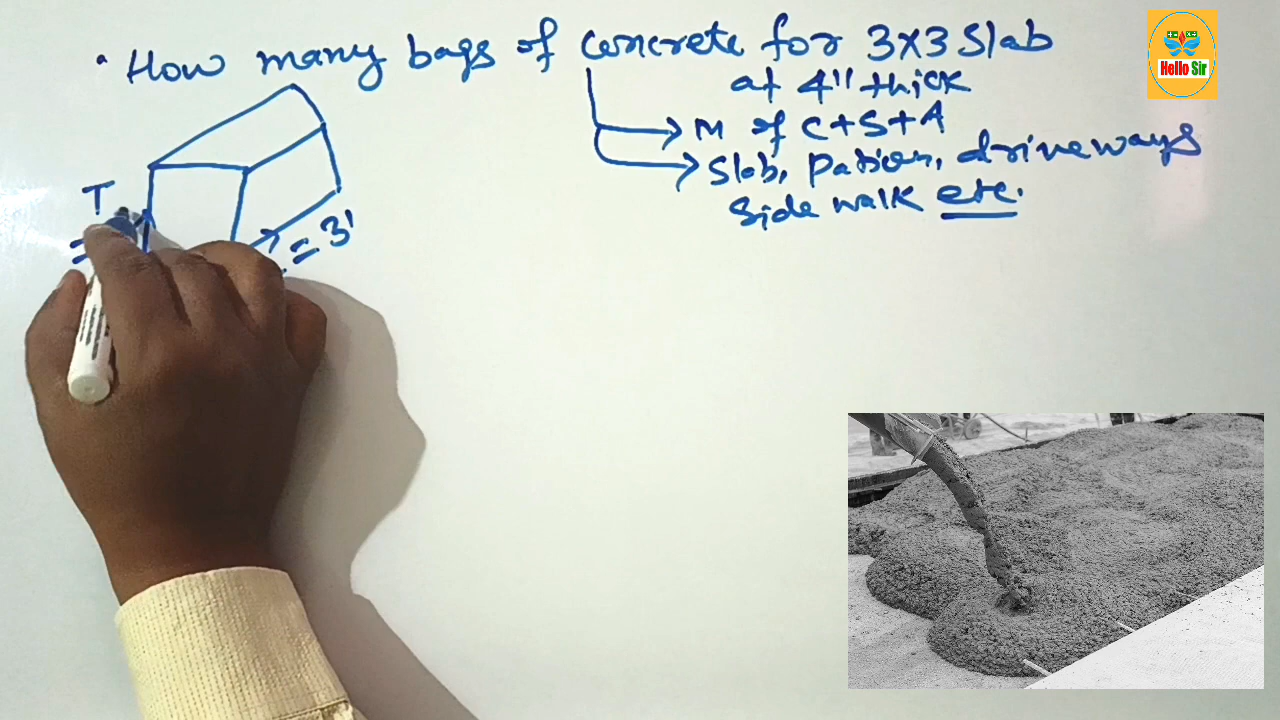 • How many bags of concrete for 3x3 Slab
at 4" thick
→ M of C+S+A
→ Slab, Pation, driveways
Side walk etc.
T
=
= 3'
Hello Sir